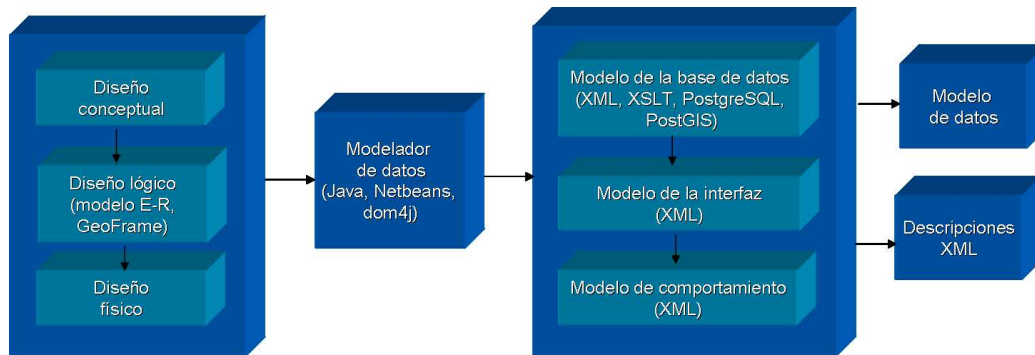 Diseño
conceptual
Diseño lógico
(modelo E-R,
GeoFrame)
Diseño
físico
Modelador
de datos
(Java, Netbeans,
dom4j)
Modelo de la base de datos
(XML, XSLT, PostgreSQL,
PostGIS)
Modelo de la interfaz
(XML)
Modelo de comportamiento
(XML)
Modelo
de datos
Descripciones
XML